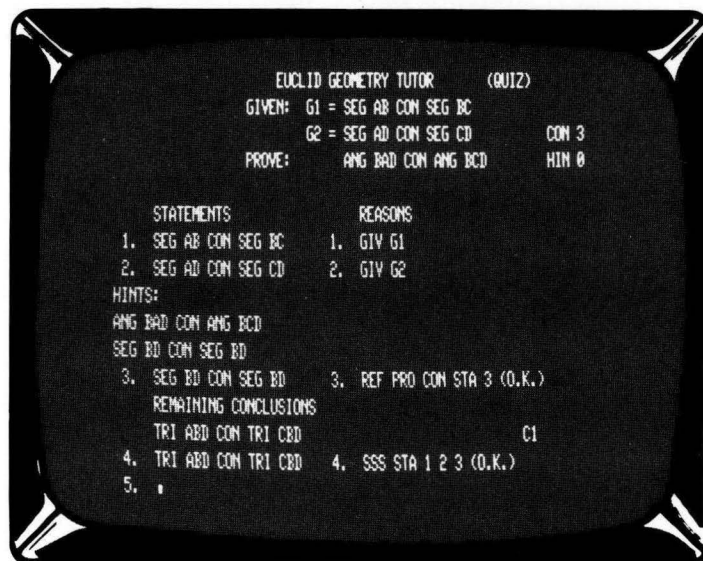 EUCLID GEOMETRY TUTOR (QUIZ)
GIVEN: G1 = SEG AB CON SEG BC
G2 = SEG AD CON SEG CD CON 3
PROVE: ANG BAD CON ANG BCD HIN 0
STATEMENTS REASONS
1. SEG AB CON SEG BC 1. GIV G1
2. SEG AD CON SEG CD 2. GIV G2
HINTS:
ANG BAD CON ANG BCD
SEG BD CON SEG BD
3. SEG BD CON SEG BD 3. REF PRO CON STA 3 (O.K.)
REMAINING CONCLUSIONS
TRI ABD CON TRI CBD C1
4. TRI ABD CON TRI CBD 4. SSS STA 1 2 3 (O.K.)
5.